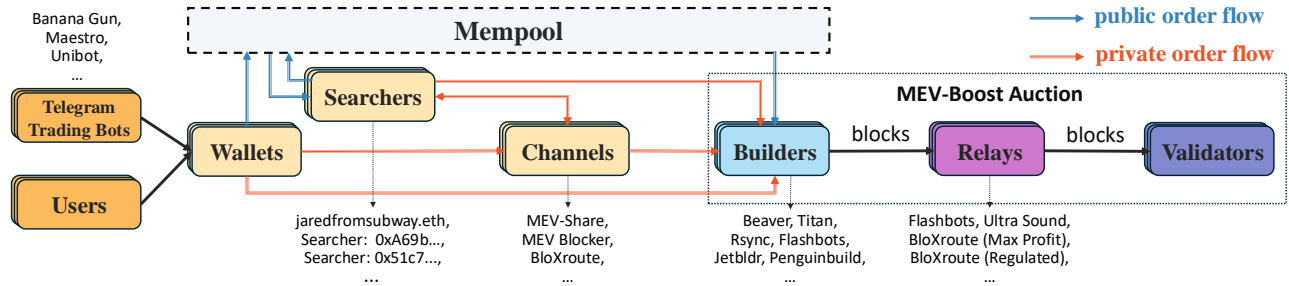 Banana Gun,
Maestro,
Unibot,
...
Mempool
public order flow
private order flow
Telegram
Trading Bots
Users
Wallets
Searchers
Channels
MEV-Boost Auction
Builders
blocks
Relays
blocks
Validators
jaredfromsubway.eth,
Searcher: 0xA69b...,
Searcher: 0x51c7...,
...
MEV-Share,
MEV Blocker,
BloXroute,
...
Beaver, Titan,
Rsync, Flashbots,
Jetbldr, Penguinbuild,
...
Flashbots, Ultra Sound,
BloXroute (Max Profit),
BloXroute (Regulated),
...